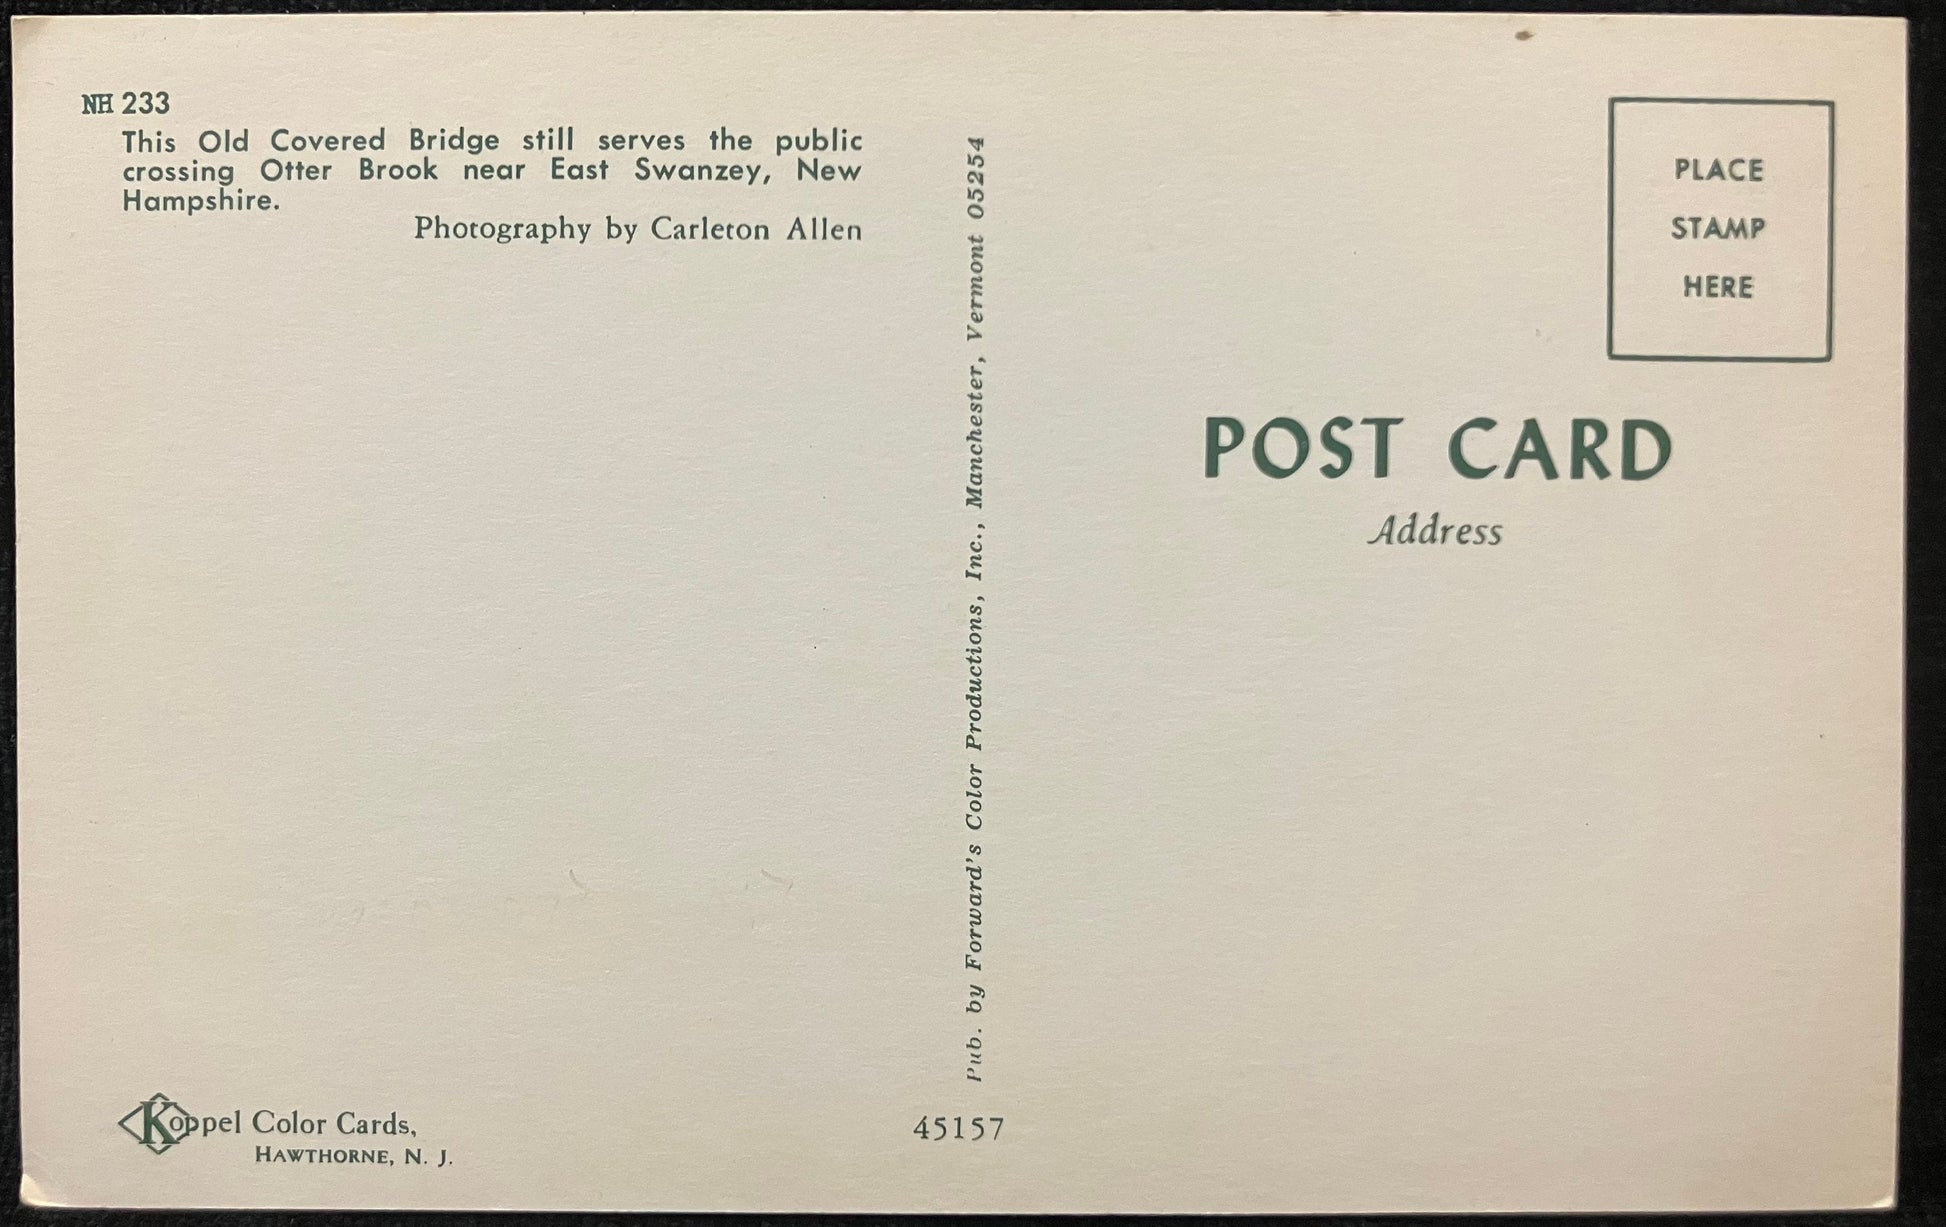 NH 233
This Old Covered Bridge still serves the public
crossing Otter Brook near East Swanzey, New
Hampshire.
Photography by Carleton Allen
Koppel Color Cards,
HAWTHORNE, N. J.
Pub. by Forward's Color Productions, Inc., Manchester, Vermont 05254
45157
PLACE
STAMP
HERE
POST CARD
Address